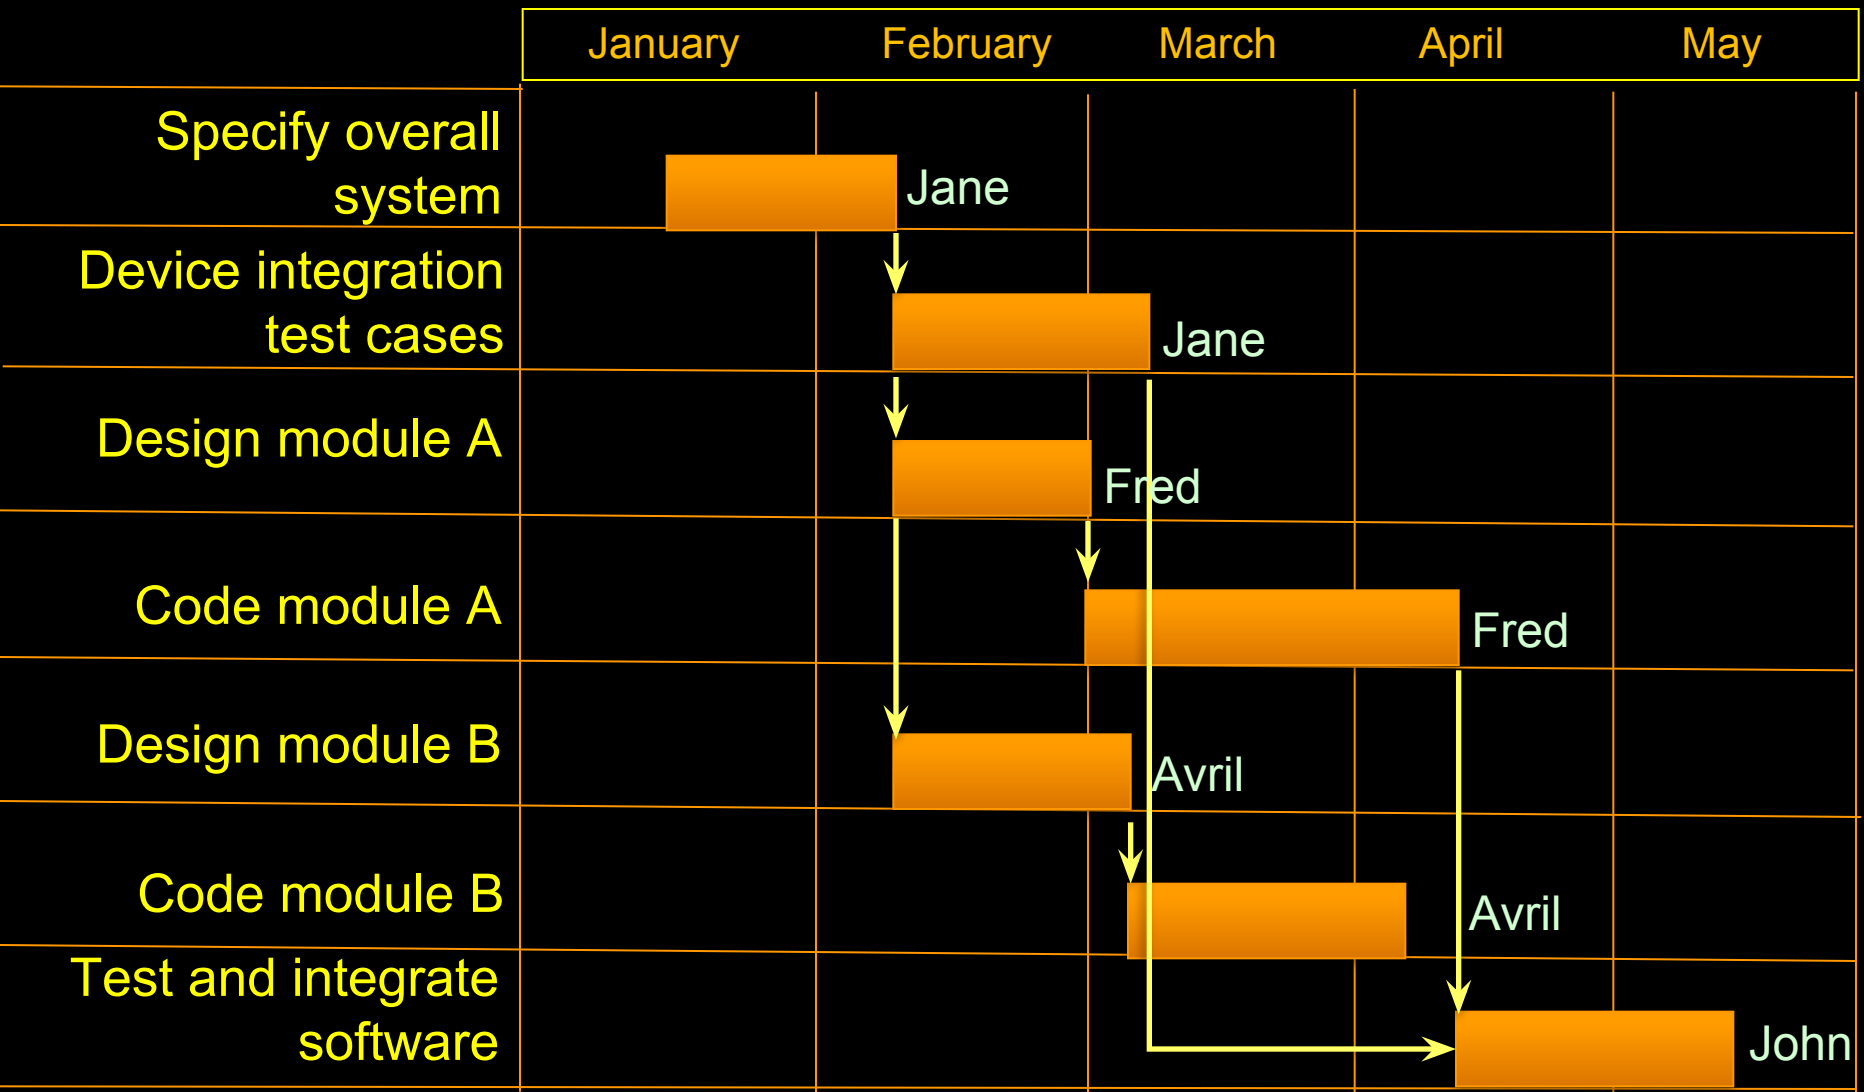 January February March April May
Specify overall
system
Jane
Device integration
test cases
Jane
Design module A
Fred
Code module A
Fred
Design module B
Avril
Code module B
Avril
Test and integrate
software
John